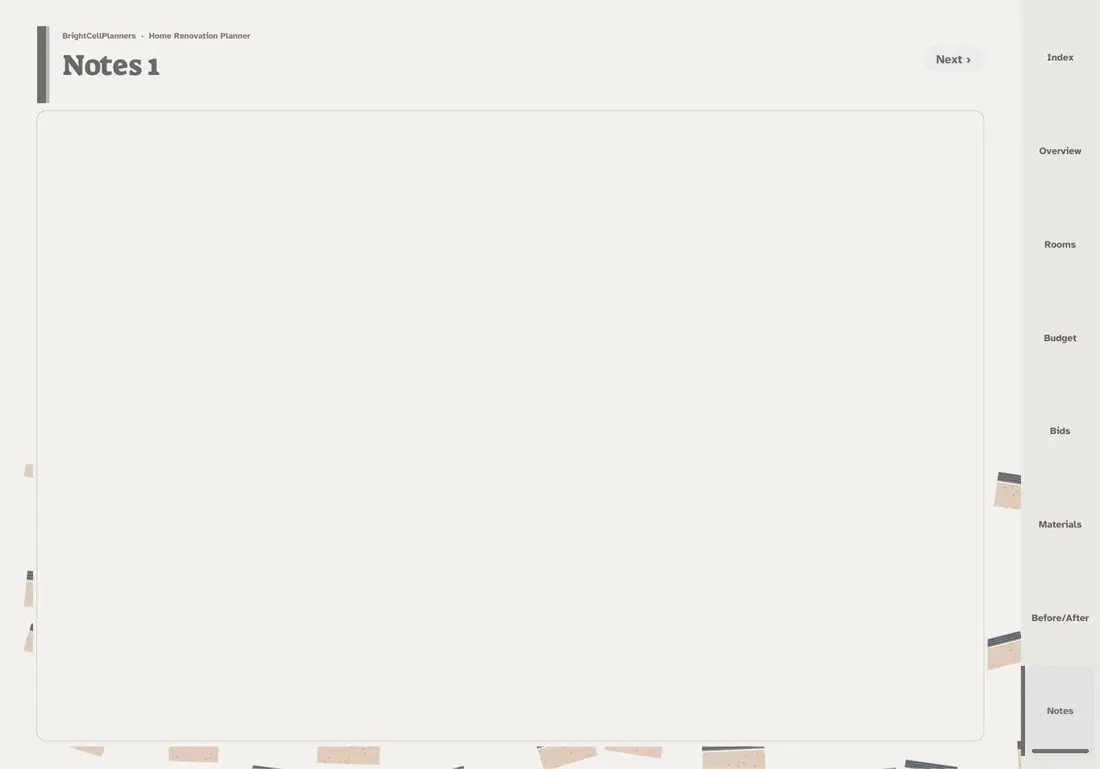 BrightCellPlanners - Home Renovation Planner
Notes 1
Next ›
Index
Overview
Rooms
Budget
Bids
Materials
Before/After
Notes